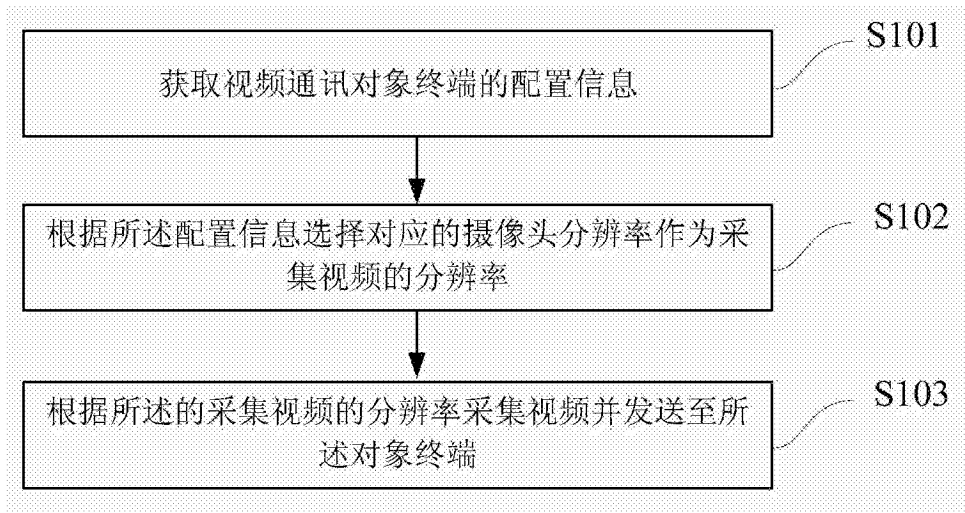 S101
获取视频通讯对象终端的配置信息
S102
根据所述配置信息选择对应的摄像头分辨率作为采
集视频的分辨率
S103
根据所述的采集视频的分辨率采集视频并发送至所
述对象终端